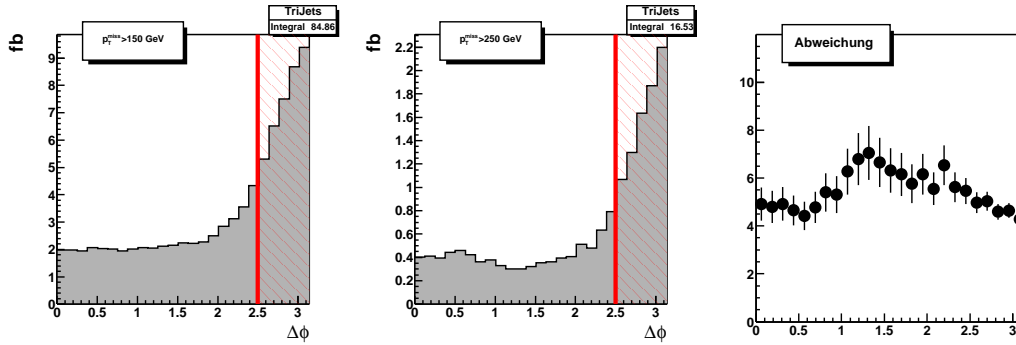 TriJets
Integral 84.86
p_T^miss>150 GeV
fb
9
8
7
6
5
4
3
2
1
0
0 0.5 1 1.5 2 2.5 3
Δϕ
TriJets
Integral 16.53
p_T^miss>250 GeV
fb
2.2
2
1.8
1.6
1.4
1.2
1
0.8
0.6
0.4
0.2
0
0 0.5 1 1.5 2 2.5 3
Δϕ
Abweichung
10
8
6
4
2
0
0 0.5 1 1.5 2 2.5 3